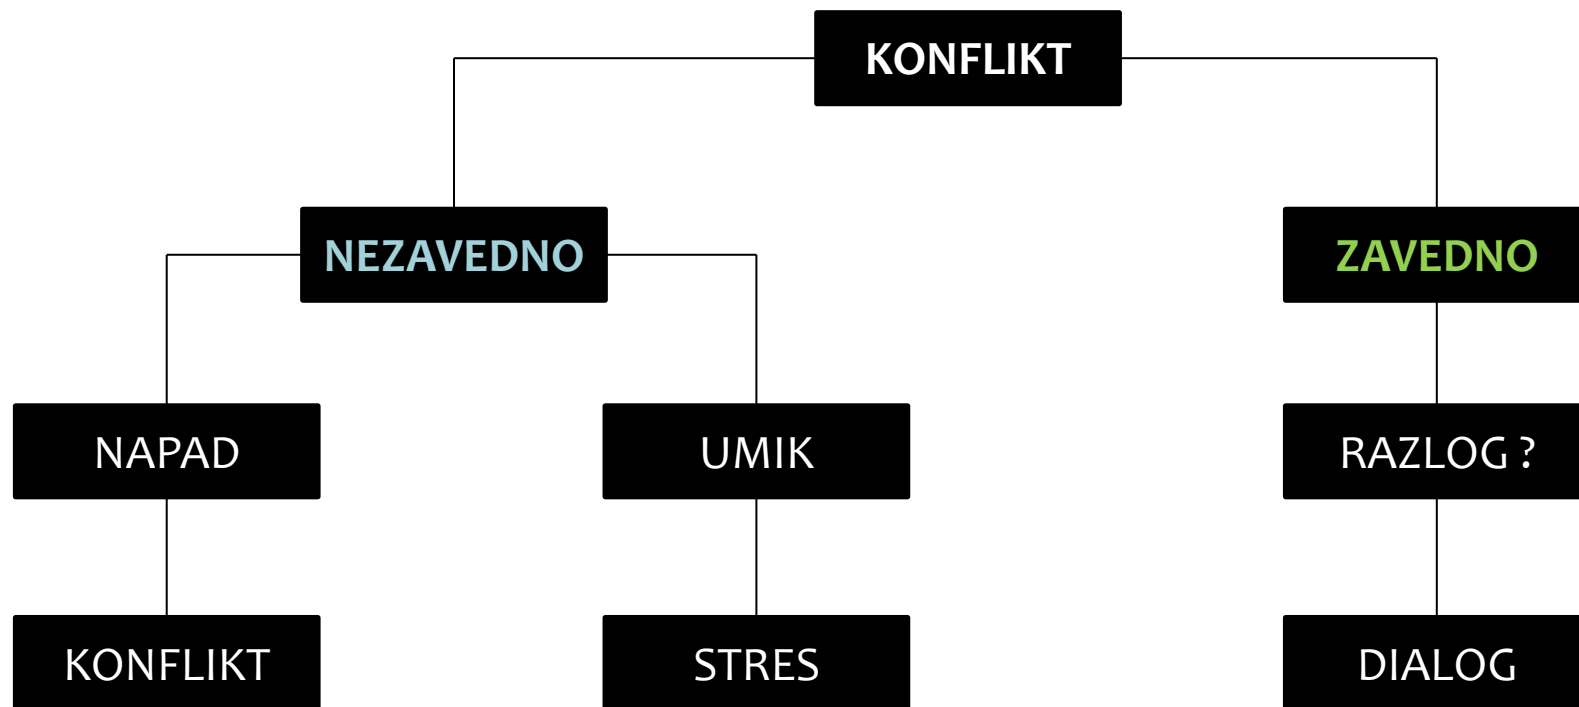 KONFLIKT
NEZAVEDNO
ZAVEDNO
NAPAD
UMIK
RAZLOG ?
KONFLIKT
STRES
DIALOG